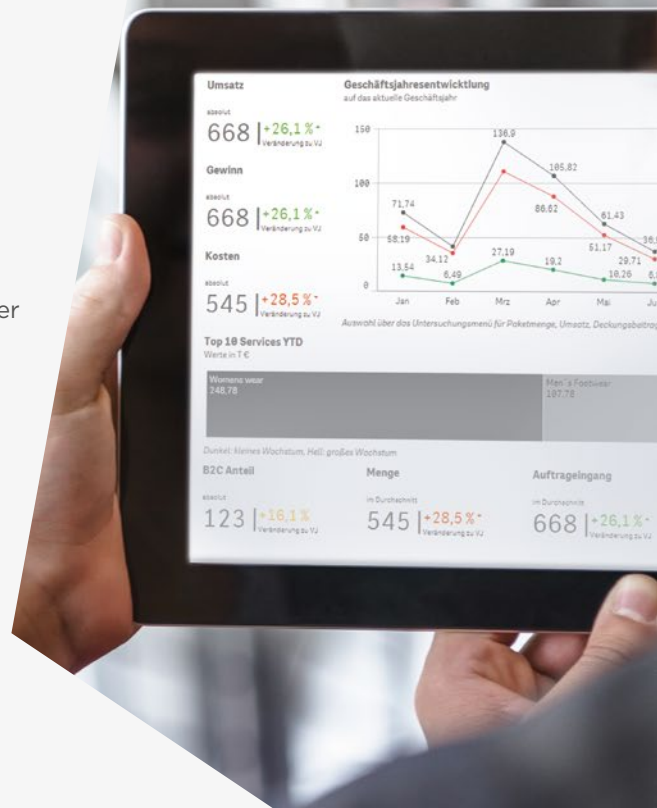 er
Umsatz
absolut
668 +26,1 %
Veränderung zu VJ
Gewinn
absolut
668 +26,1 %
Veränderung zu VJ
Kosten
absolut
545 +28,5 %
Veränderung zu VJ
Geschäftsjahresentwicktlung
auf das aktuelle Geschäftsjahr
150
100
50
0
71,74
58,19
13,54
34,12
6,49
136,9
27,19
105,82
86,62
19,2
61,43
51,17
10,26
29,71
Jan Feb Mrz Apr Mai
Auswahl über das Untersuchungsmenü für Paketmenge, Umsatz, Deckungsbeitrag
Top 10 Services YTD
Werte in T €
Womens wear
248,78
Men´s Footwear
107,78
Dunkel: kleines Wachstum, Hell: großes Wachstum
B2C Anteil
absolut
123 +16,1 %
Veränderung zu VJ
Menge
im Durchschnitt
545 +28,5 %
Veränderung zu VJ
Auftrageingang
im Durchschnitt
668 +26,1 %
Veränderung zu VJ